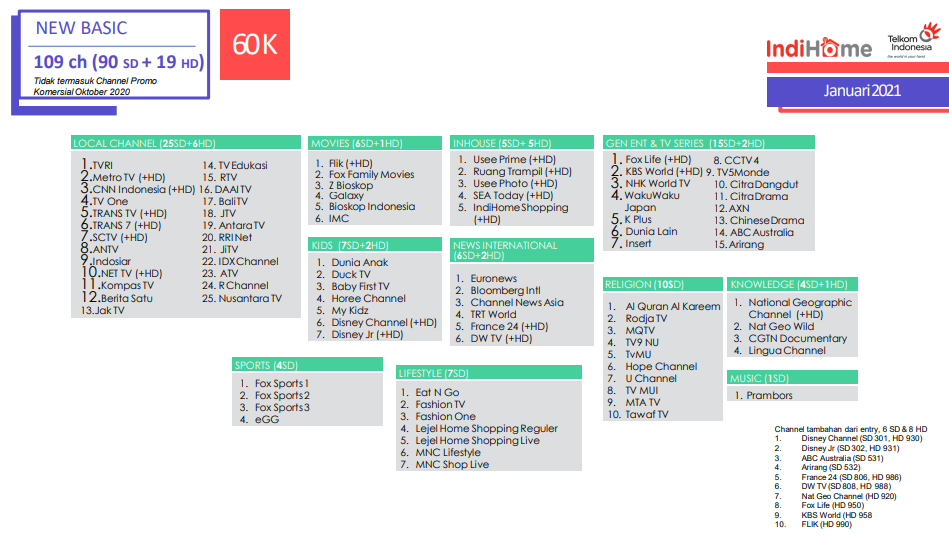 NEW BASIC
109 ch (90 SD + 19 HD)
Tidak termasuk Channel Promo
Komersial Oktober 2020
60K
IndiHome
Telkom
Indonesia
the world in your hand
Januari 2021
LOCAL CHANNEL (25SD+6HD)
1. TVRI
2. Metro TV (+HD)
3. CNN Indonesia (+HD)
4. TV One
5. TRANS TV (+HD)
6. TRANS 7 (+HD)
7. SCTV (+HD)
8. ANTV
9. Indosiar
10. NET TV (+HD)
11. Kompas TV
12. Berita Satu
13. Jak TV
14. TV Edukasi
15. RTV
16. DAAI TV
17. Bali TV
18. JTV
19. Antara TV
20. RRI Net
21. JiTV
22. IDX Channel
23. ATV
24. R Channel
25. Nusantara TV
MOVIES (6SD+1HD)
1. Flik (+HD)
2. Fox Family Movies
3. Z Bioskop
4. Galaxy
5. Bioskop Indonesia
6. IMC
INHOUSE (5SD+ 5HD)
1. Usee Prime (+HD)
2. Ruang Trampil (+HD)
3. Usee Photo (+HD)
4. SEA Today (+HD)
5. IndiHome Shopping
(+HD)
GEN ENT & TV SERIES (15SD+2HD)
1. Fox Life (+HD)
2. KBS World (+HD)
3. NHK World TV
4. WakuWaku
Japan
5. K Plus
6. Dunia Lain
7. Insert
8. CCTV4
9. TV5Monde
10. Citra Dangdut
11. Citra Drama
12. AXN
13. Chinese Drama
14. ABC Australia
15. Arirang
KIDS (7SD+2HD)
1. Dunia Anak
2. Duck TV
3. Baby First TV
4. Horee Channel
5. My Kidz
6. Disney Channel (+HD)
7. Disney Jr (+HD)
NEWS INTERNATIONAL
(6SD+2HD)
1. Euronews
2. Bloomberg Intl
3. Channel News Asia
4. TRT World
5. France 24 (+HD)
6. DW TV (+HD)
RELIGION (10SD)
1. Al Quran Al Kareem
2. Rodja TV
3. MQTV
4. TV9 NU
5. TvMU
6. Hope Channel
7. U Channel
8. TV MUI
9. MTA TV
10. Tawaf TV
KNOWLEDGE (4SD+1HD)
1. National Geographic
Channel (+HD)
2. Nat Geo Wild
3. CGTN Documentary
4. Lingua Channel
SPORTS (4SD)
1. Fox Sports 1
2. Fox Sports 2
3. Fox Sports 3
4. eGG
LIFESTYLE (7SD)
1. Eat N Go
2. Fashion TV
3. Fashion One
4. Lejel Home Shopping Reguler
5. Lejel Home Shopping Live
6. MNC Lifestyle
7. MNC Shop Live
MUSIC (1SD)
1. Prambors
Channel tambahan dari entry, 6 SD & 8 HD
1. Disney Channel (SD 301, HD 930)
2. Disney Jr (SD 302, HD 931)
3. ABC Australia (SD 531)
4. Arirang (SD 532)
5. France 24 (SD 806, HD 986)
6. DW TV (SD 808, HD 988)
7. Nat Geo Channel (HD 920)
8. Fox Life (HD 950)
9. KBS World (HD 958
10. FLIK (HD 990)